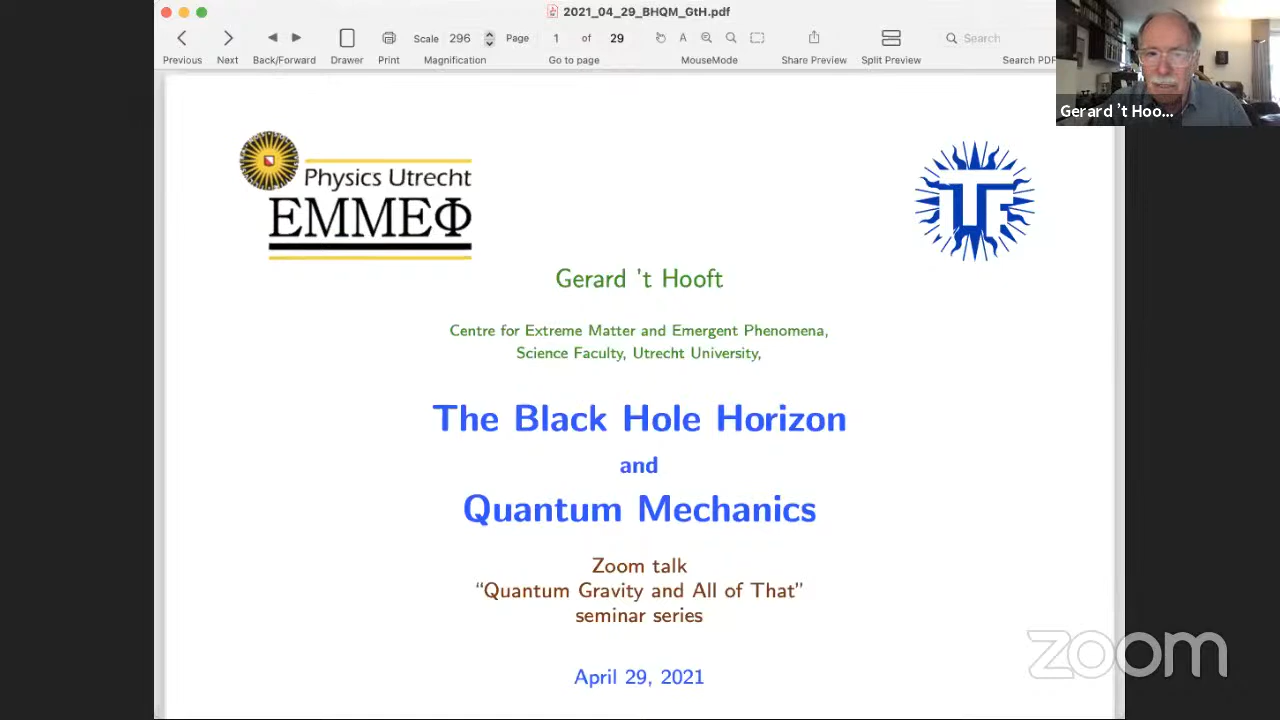 2021_04_29_BHQM_GtH.pdf
Scale 296 Page 1 of 29 Search
Previous Next Back/Forward Drawer Print Magnification Go to page MouseMode Share Preview Split Preview Search PDF
A
Gerard 't Hoo...
Physics Utrecht
ΕΜΜΕΦ
Gerard 't Hooft
Centre for Extreme Matter and Emergent Phenomena,
Science Faculty, Utrecht University,
The Black Hole Horizon
and
Quantum Mechanics
Zoom talk
“Quantum Gravity and All of That”
seminar series
April 29, 2021
zoom